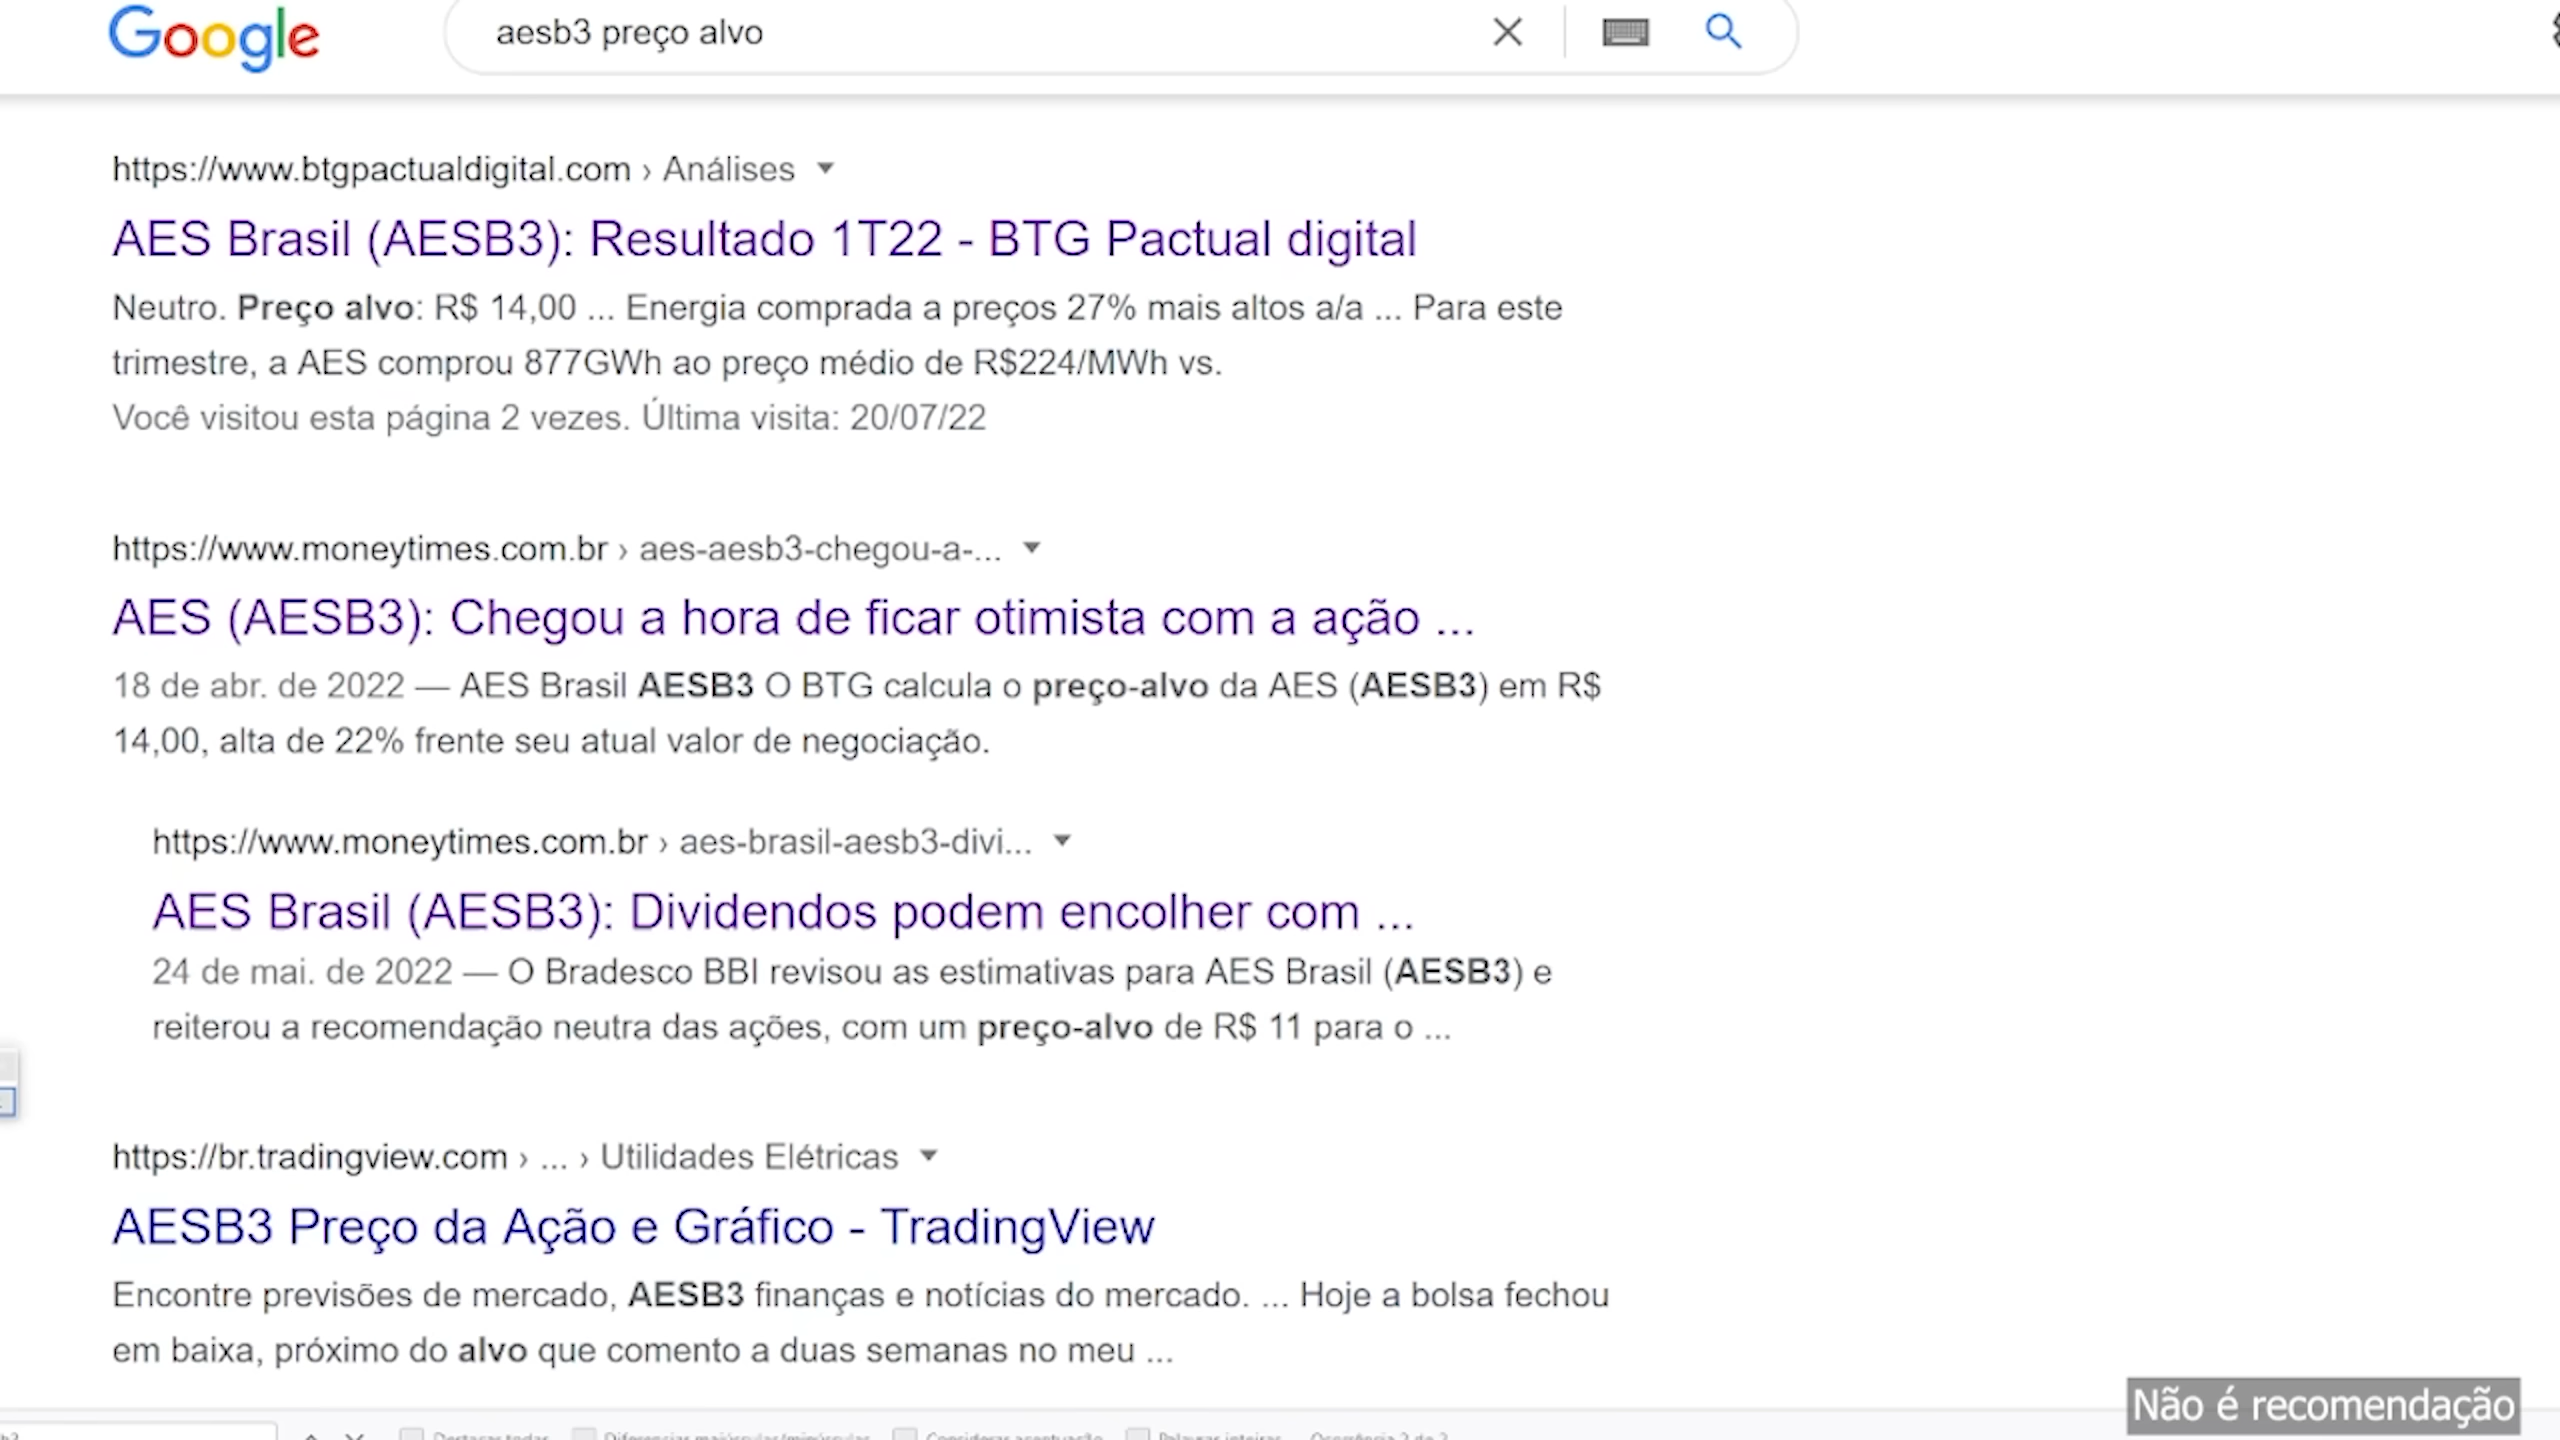 Google
aesb3 preço alvo
https://www.btgpactualdigital.com › Análises
AES Brasil (AESB3): Resultado 1T22 - BTG Pactual digital
Neutro. Preço alvo: R$ 14,00 ... Energia comprada a preços 27% mais altos a/a ... Para este
trimestre, a AES comprou 877GWh ao preço médio de R$224/MWh vs.
Você visitou esta página 2 vezes. Última visita: 20/07/22
https://www.moneytimes.com.br › aes-aesb3-chegou-a-...
AES (AESB3): Chegou a hora de ficar otimista com a ação ...
18 de abr. de 2022 — AES Brasil AESB3 O BTG calcula o preço-alvo da AES (AESB3) em R$
14,00, alta de 22% frente seu atual valor de negociação.
https://www.moneytimes.com.br › aes-brasil-aesb3-divi...
AES Brasil (AESB3): Dividendos podem encolher com ...
24 de mai. de 2022 — O Bradesco BBI revisou as estimativas para AES Brasil (AESB3) e
reiterou a recomendação neutra das ações, com um preço-alvo de R$ 11 para o ...
https://br.tradingview.com › ... › Utilidades Elétricas
AESB3 Preço da Ação e Gráfico - TradingView
Encontre previsões de mercado, AESB3 finanças e notícias do mercado. ... Hoje a bolsa fechou
em baixa, próximo do alvo que comento a duas semanas no meu ...
Não é recomendação